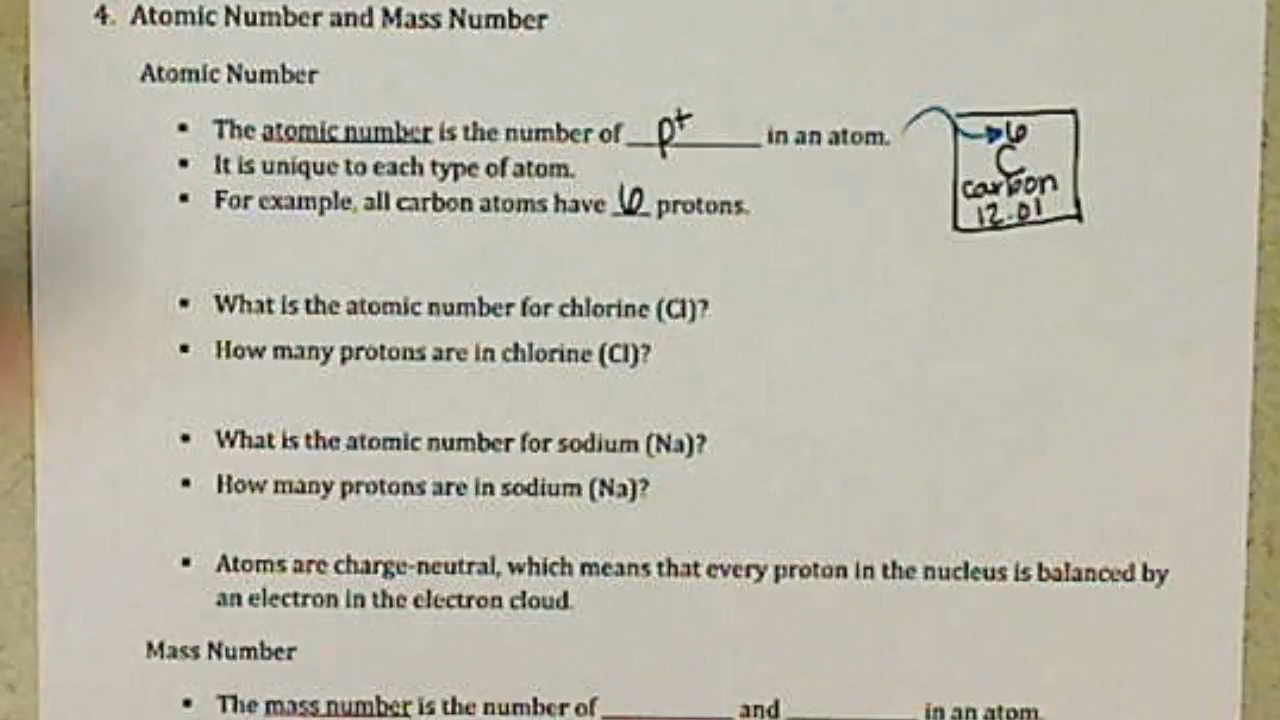 4. Atomic Number and Mass Number
Atomic Number
▪ The atomic number is the number of p+ in an atom.
▪ It is unique to each type of atom.
▪ For example, all carbon atoms have 6 protons.
6
C
carbon
12.01
▪ What is the atomic number for chlorine (Cl)?
▪ How many protons are in chlorine (Cl)?
▪ What is the atomic number for sodium (Na)?
▪ How many protons are in sodium (Na)?
▪ Atoms are charge-neutral, which means that every proton in the nucleus is balanced by
an electron in the electron cloud.
Mass Number
▪ The mass number is the number of ________ and ________ in an atom.